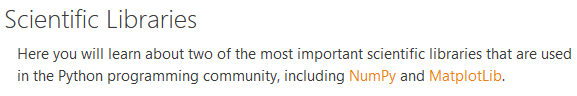 Scientific Libraries
Here you will learn about two of the most important scientific libraries that are used
in the Python programming community, including NumPy and MatplotLib.